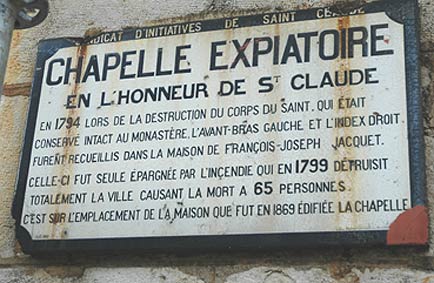 SYNDICAT D'INITIATIVES DE SAINT CLAUDE
CHAPELLE EXPIATOIRE
EN L'HONNEUR DE ST CLAUDE
EN 1794 LORS DE LA DESTRUCTION DU CORPS DU SAINT, QUI ÉTAIT
CONSERVÉ INTACT AU MONASTÈRE, L'AVANT-BRAS GAUCHE ET L'INDEX DROIT.
FURENT RECUEILLIS DANS LA MAISON DE FRANÇOIS-JOSEPH JACQUET.
CELLE-CI FUT SEULE ÉPARGNÉE PAR L'INCENDIE QUI EN 1799 DÉTRUISIT
TOTALEMENT LA VILLE CAUSANT LA MORT A 65 PERSONNES.
C'EST SUR L'EMPLACEMENT DE LA MAISON QUE FUT EN 1869 ÉDIFIÉE LA CHAPELLE